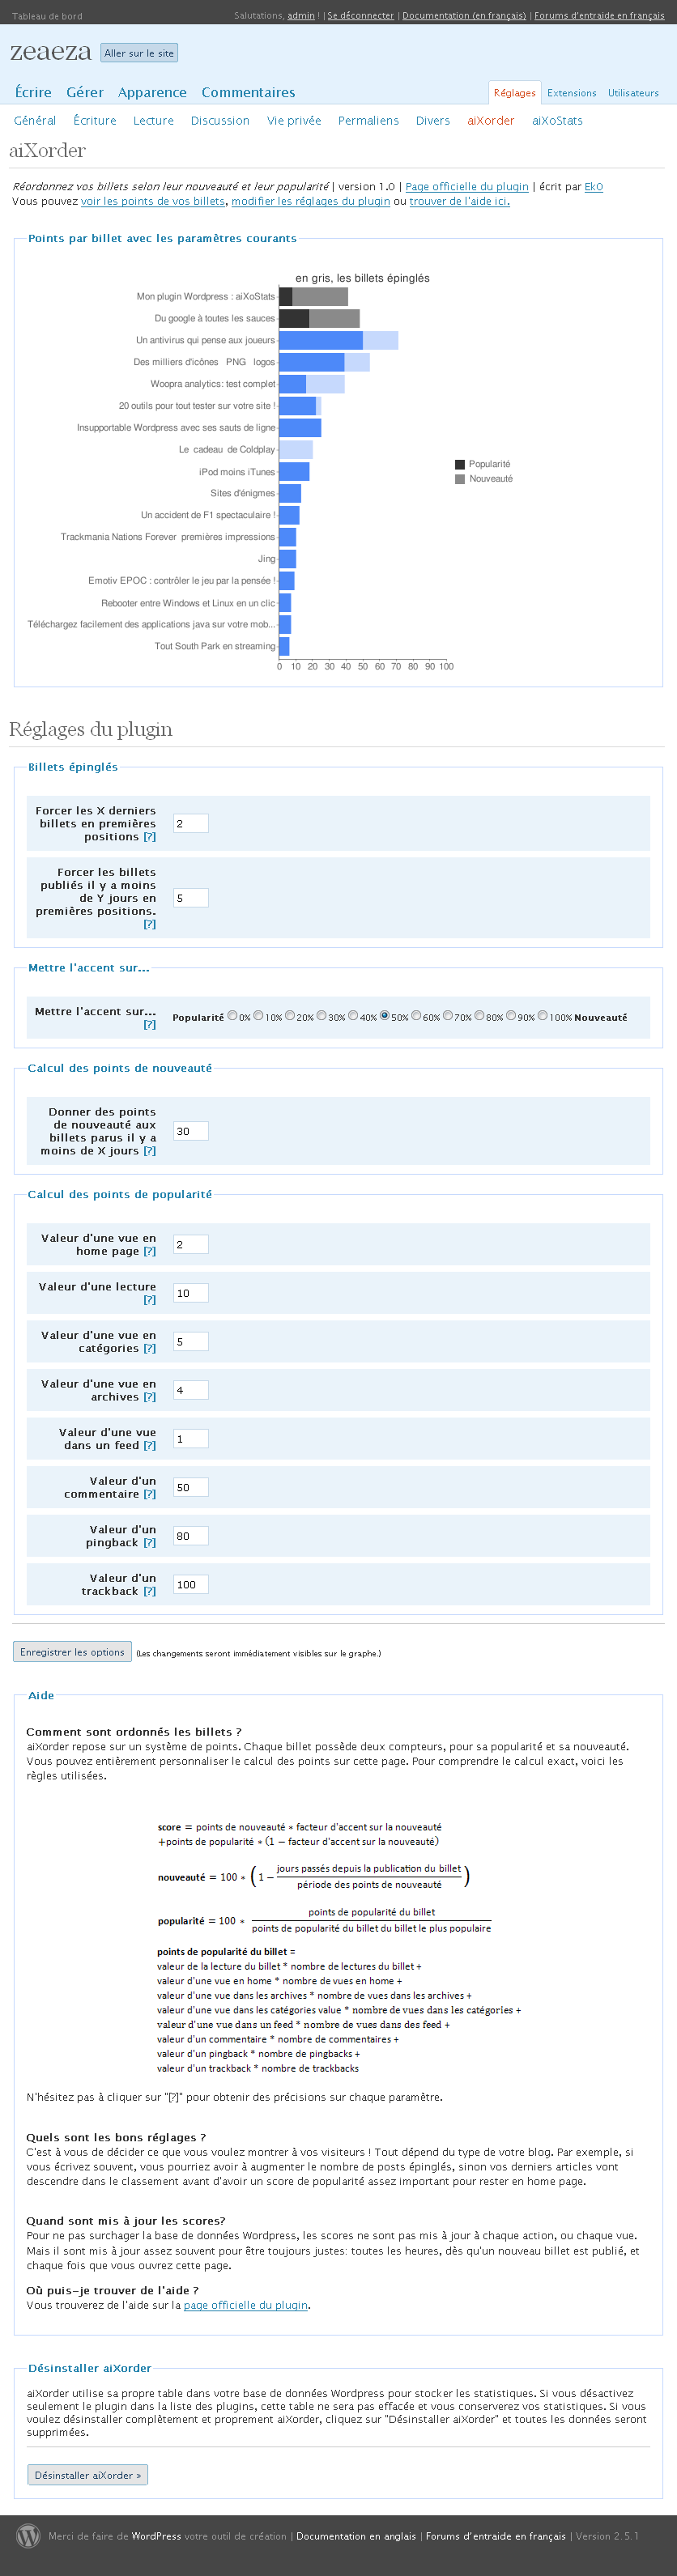 Tableau de bord
Salutations, admin ! | Se déconnecter | Documentation (en français) | Forums d'entraide en français
zeaeza Aller sur le site
Écrire Gérer Apparence Commentaires
Réglages Extensions Utilisateurs
Général Écriture Lecture Discussion Vie privée Permaliens Divers aiXorder aiXoStats
aiXorder
Réordonnez vos billets selon leur nouveauté et leur popularité | version 1.0 | Page officielle du plugin | écrit par Ek0
Vous pouvez voir les points de vos billets, modifier les réglages du plugin ou trouver de l'aide ici.
Points par billet avec les paramètres courants
en gris, les billets épinglés
Mon plugin Wordpress : aiXoStats
Du google à toutes les sauces
Un antivirus qui pense aux joueurs
Des milliers d'icônes PNG logos
Woopra analytics: test complet
20 outils pour tout tester sur votre site !
Insupportable Wordpress avec ses sauts de ligne
Le cadeau de Coldplay
iPod moins iTunes
Sites d'énigmes
Un accident de F1 spectaculaire !
Trackmania Nations Forever premières impressions
Jing
Emotiv EPOC : contrôler le jeu par la pensée !
Rebooter entre Windows et Linux en un clic
Téléchargez facilement des applications java sur votre mob...
Tout South Park en streaming
0 10 20 30 40 50 60 70 80 90 100
Popularité
Nouveauté
Réglages du plugin
Billets épinglés
Forcer les X derniers
billets en premières
positions [?]
2
Forcer les billets
publiés il y a moins
de Y jours en
premières positions.
[?]
5
Mettre l'accent sur...
Mettre l'accent sur...
[?]
Popularité 0% 10% 20% 30% 40% 50% 60% 70% 80% 90% 100% Nouveauté
Calcul des points de nouveauté
Donner des points
de nouveauté aux
billets parus il y a
moins de X jours [?]
30
Calcul des points de popularité
Valeur d'une vue en
home page [?]
2
Valeur d'une lecture
[?]
10
Valeur d'une vue en
catégories [?]
5
Valeur d'une vue en
archives [?]
4
Valeur d'une vue
dans un feed [?]
1
Valeur d'un
commentaire [?]
50
Valeur d'un
pingback [?]
80
Valeur d'un
trackback [?]
100
Enregistrer les options (Les changements seront immédiatement visibles sur le graphe.)
Aide
Comment sont ordonnés les billets ?
aiXorder repose sur un système de points. Chaque billet possède deux compteurs, pour sa popularité et sa nouveauté.
Vous pouvez entièrement personnaliser le calcul des points sur cette page. Pour comprendre le calcul exact, voici les
règles utilisées.
score = points de nouveauté * facteur d'accent sur la nouveauté
+points de popularité * (1 − facteur d'accent sur la nouveauté)
nouveauté = 100 * (1 − jours passés depuis la publication du billet / période des points de nouveauté)
popularité = 100 * points de popularité du billet / points de popularité du billet du billet le plus populaire
points de popularité du billet =
valeur de la lecture du billet * nombre de lectures du billet +
valeur d'une vue en home * nombre de vues en home +
valeur d'une vue dans les archives * nombre de vues dans les archives +
valeur d'une vue dans les catégories value * nombre de vues dans les catégories +
valeur d'une vue dans un feed * nombre de vues dans des feed +
valeur d'un commentaire * nombre de commentaires +
valeur d'un pingback * nombre de pingbacks +
valeur d'un trackback * nombre de trackbacks
N'hésitez pas à cliquer sur "[?]" pour obtenir des précisions sur chaque paramètre.
Quels sont les bons réglages ?
C'est à vous de décider ce que vous voulez montrer à vos visiteurs ! Tout dépend du type de votre blog. Par exemple, si
vous écrivez souvent, vous pourriez avoir à augmenter le nombre de posts épinglés, sinon vos derniers articles vont
descendre dans le classement avant d'avoir un score de popularité assez important pour rester en home page.
Quand sont mis à jour les scores?
Pour ne pas surchager la base de données Wordpress, les scores ne sont pas mis à jour à chaque action, ou chaque vue.
Mais il sont mis à jour assez souvent pour être toujours justes: toutes les heures, dès qu'un nouveau billet est publié, et
chaque fois que vous ouvrez cette page.
Où puis-je trouver de l'aide ?
Vous trouverez de l'aide sur la page officielle du plugin.
Désinstaller aiXorder
aiXorder utilise sa propre table dans votre base de données Wordpress pour stocker les statistiques. Si vous désactivez
seulement le plugin dans la liste des plugins, cette table ne sera pas effacée et vous conserverez vos statistiques. Si vous
voulez désinstaller complètement et proprement aiXorder, cliquez sur "Désinstaller aiXorder" et toutes les données seront
supprimées.
Désinstaller aiXorder »
Merci de faire de WordPress votre outil de création | Documentation en anglais | Forums d'entraide en français | Version 2.5.1